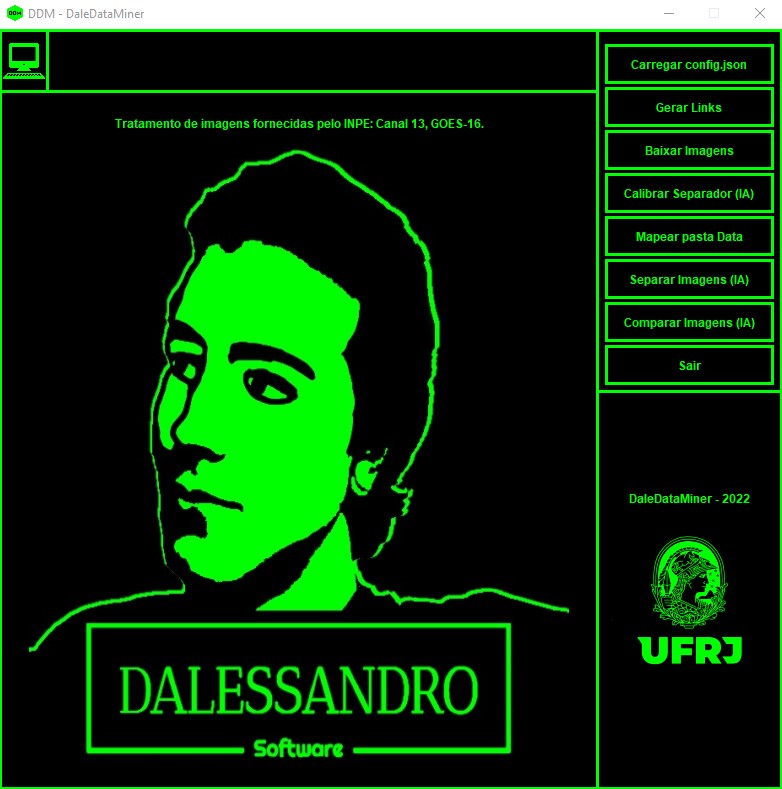 DDM - DaleDataMiner
DDM
Tratamento de imagens fornecidas pelo INPE: Canal 13, GOES-16.
DALESSANDRO
Software
Carregar config.json
Gerar Links
Baixar Imagens
Calibrar Separador (IA)
Mapear pasta Data
Separar Imagens (IA)
Comparar Imagens (IA)
Sair
DaleDataMiner - 2022
UFRJ